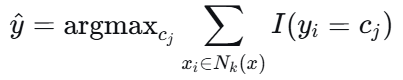 ŷ = argmax_{c_j} ∑_{x_i∈N_k(x)} I(y_i = c_j)